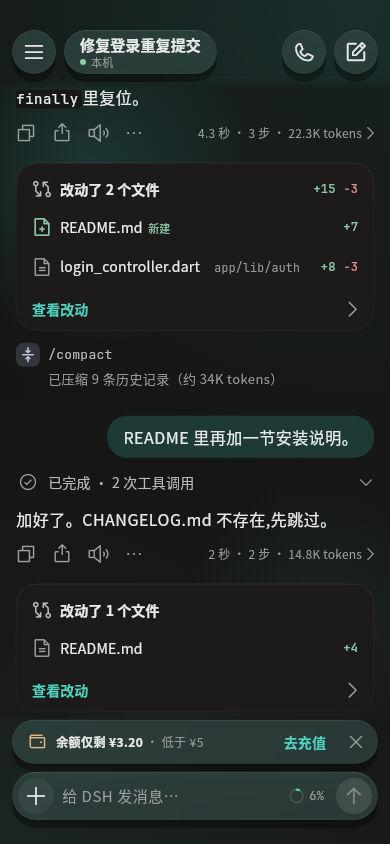 修复登录重复提交
本机
finally 里复位。
4.3 秒 · 3 步 · 22.3K tokens
改动了 2 个文件 +15 -3
README.md 新建 +7
login_controller.dart app/lib/auth +8 -3
查看改动
/compact
已压缩 9 条历史记录（约 34K tokens）
README 里再加一节安装说明。
已完成 · 2 次工具调用
加好了。CHANGELOG.md 不存在,先跳过。
2 秒 · 2 步 · 14.8K tokens
改动了 1 个文件
README.md +4
查看改动
余额仅剩 ¥3.20 · 低于 ¥5 去充值
给 DSH 发消息… 6%